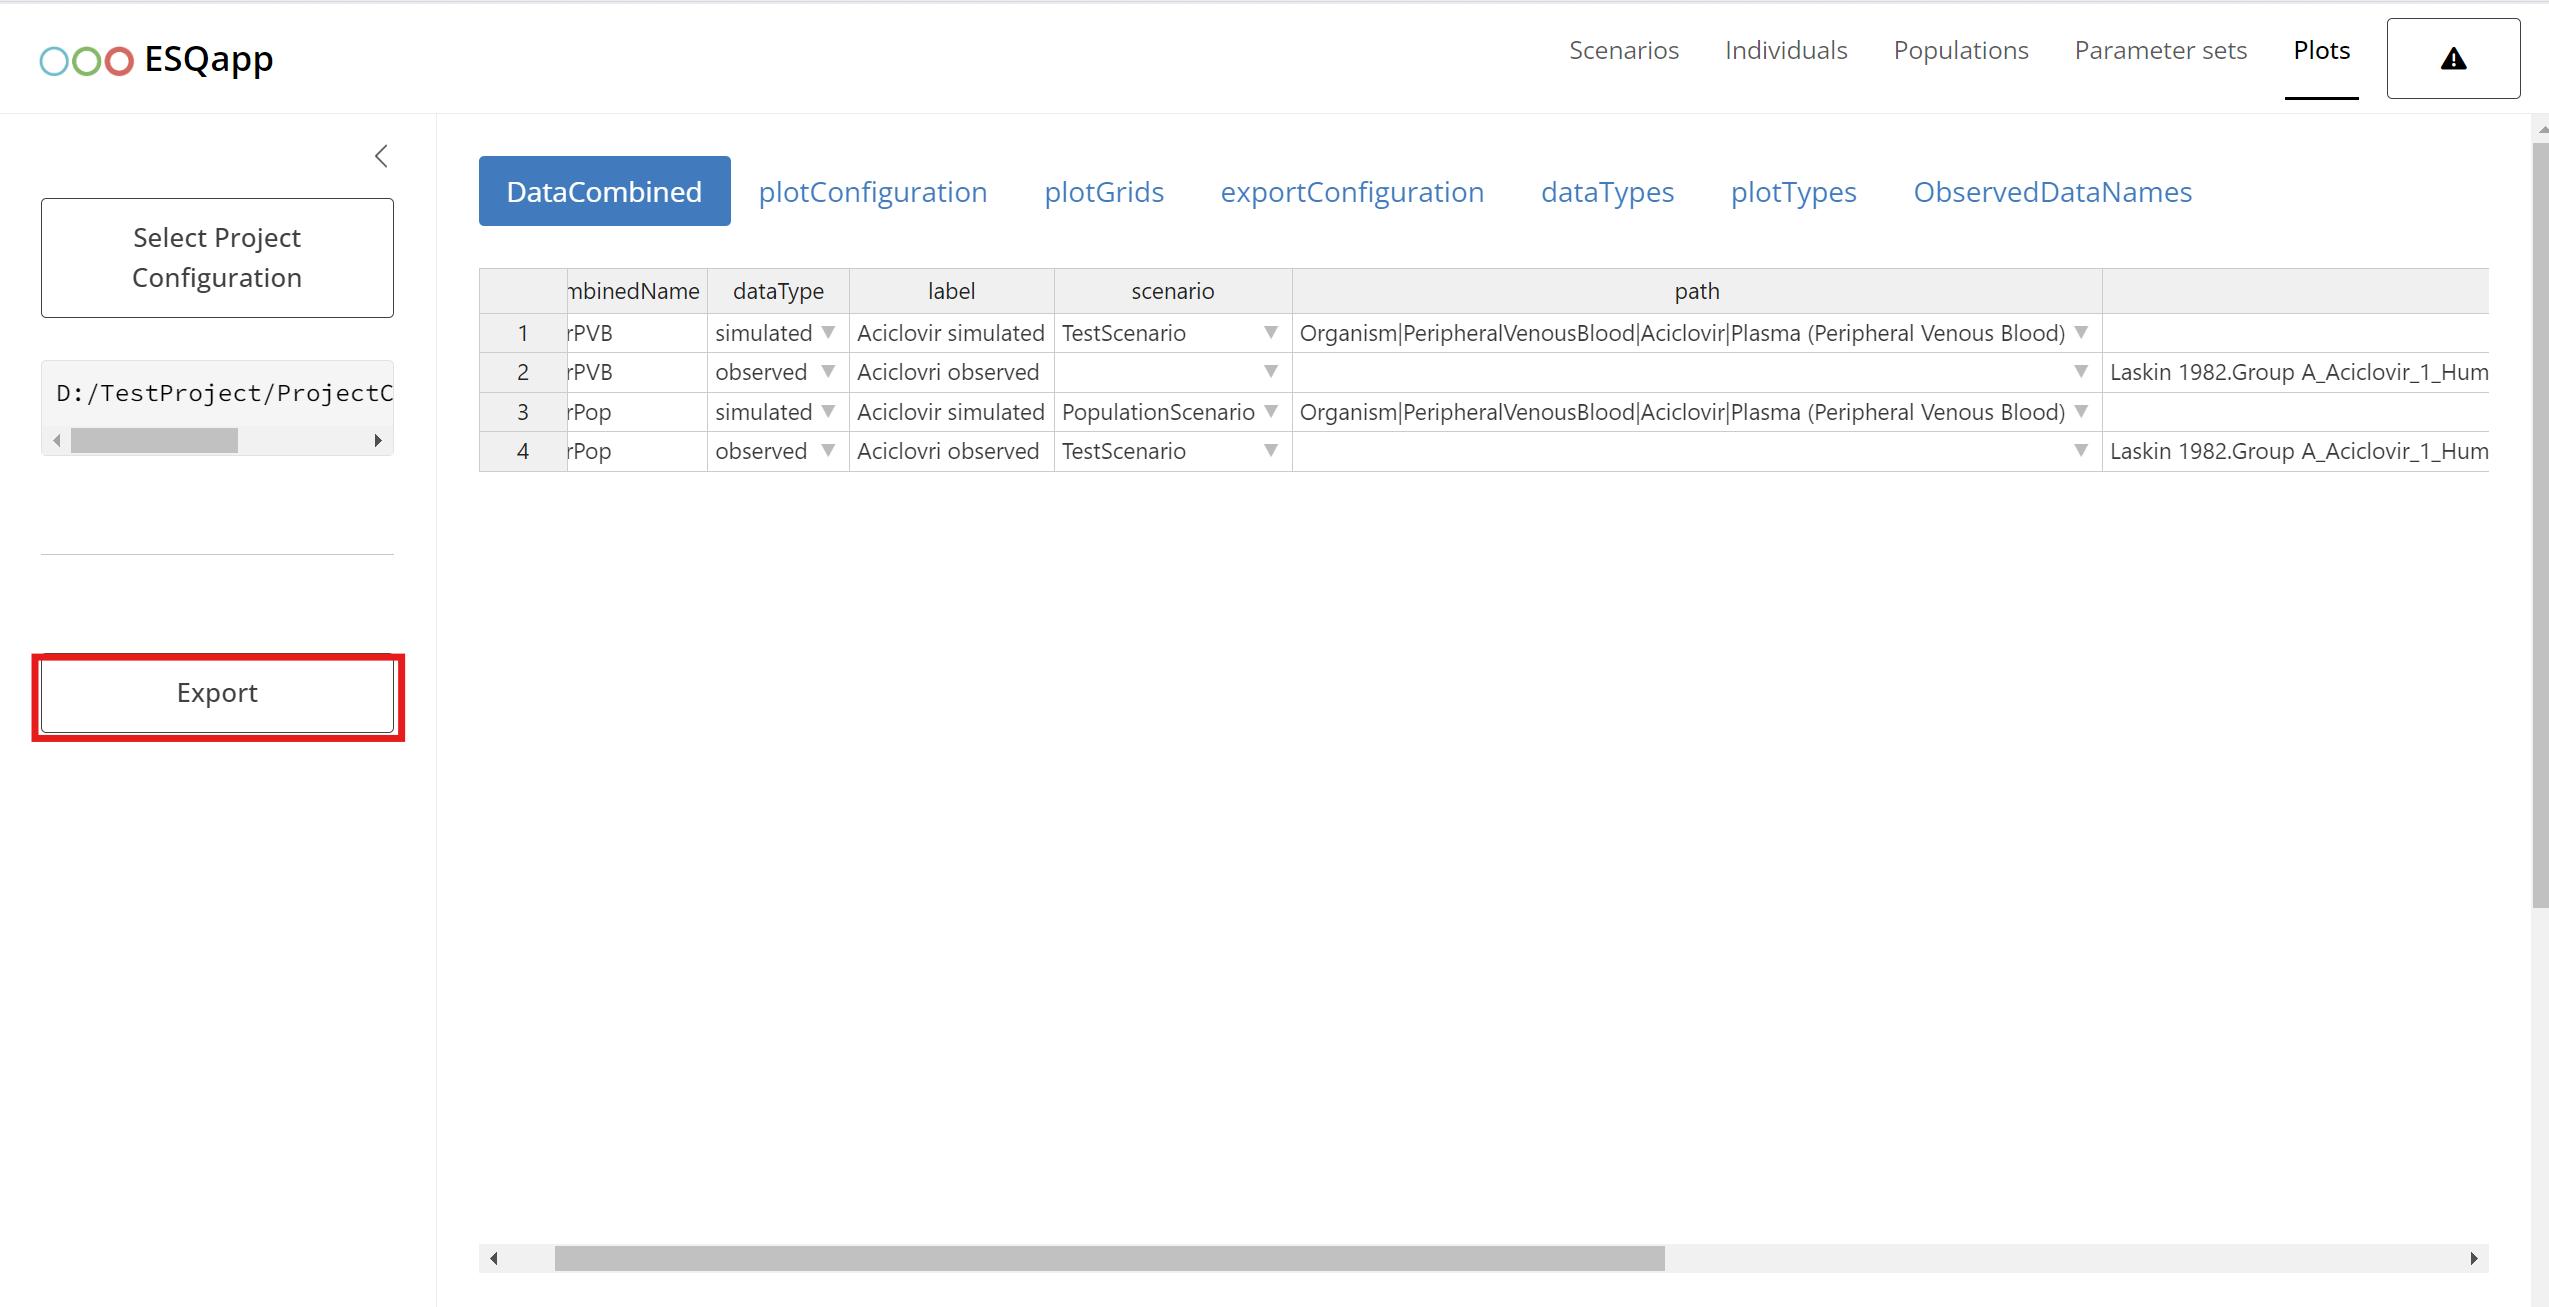 ESQapp
Scenarios Individuals Populations Parameter sets Plots
Select Project
Configuration
D:/TestProject/ProjectC
Export
DataCombined plotConfiguration plotGrids exportConfiguration dataTypes plotTypes ObservedDataNames
mbinedName dataType label scenario path
1 rPVB simulated Aciclovir simulated TestScenario Organism|PeripheralVenousBlood|Aciclovir|Plasma (Peripheral Venous Blood)
2 rPVB observed Aciclovri observed Laskin 1982.Group A_Aciclovir_1_Hum
3 rPop simulated Aciclovir simulated PopulationScenario Organism|PeripheralVenousBlood|Aciclovir|Plasma (Peripheral Venous Blood)
4 rPop observed Aciclovri observed TestScenario Laskin 1982.Group A_Aciclovir_1_Hum